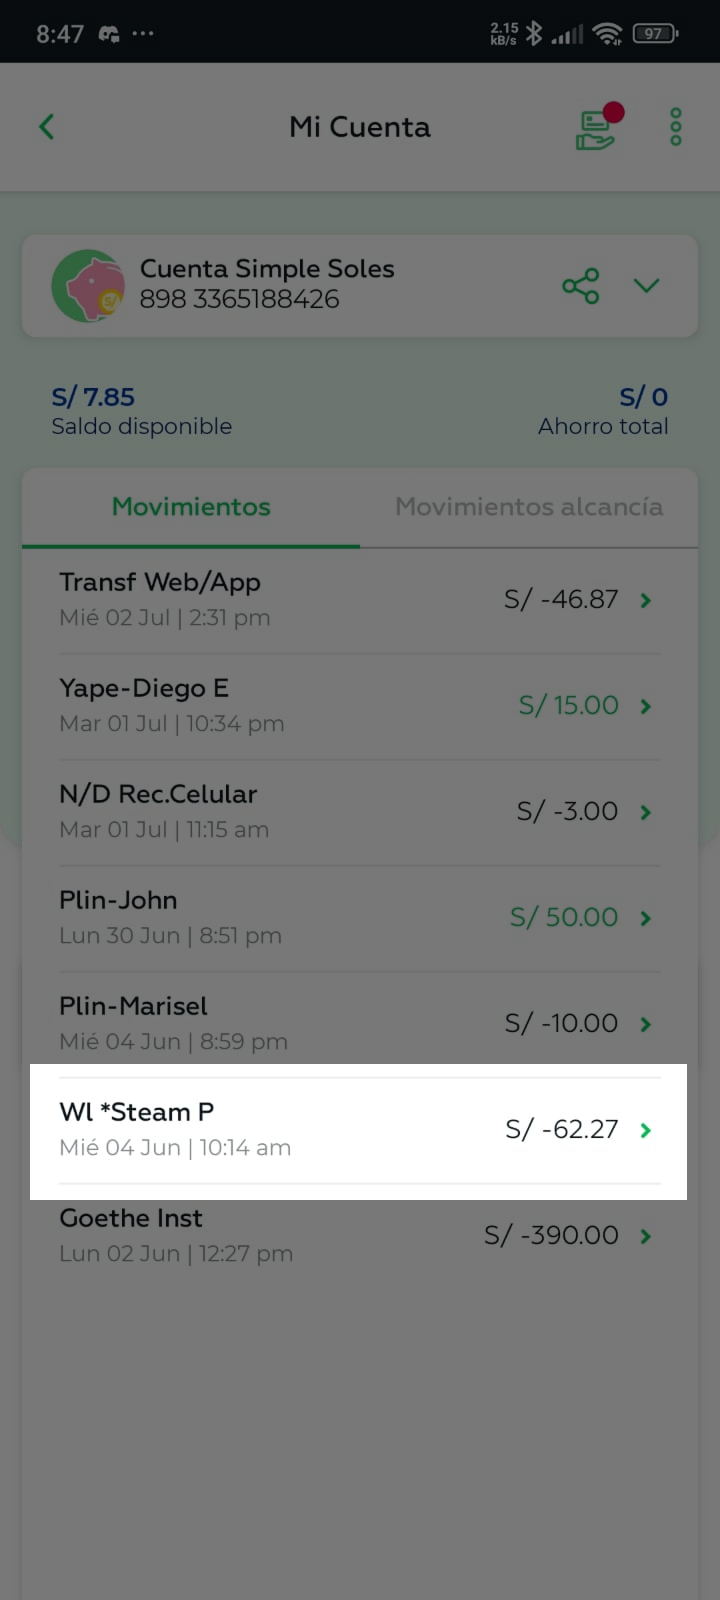 8:47 ... 2.15 kB/s 97
Mi Cuenta
Cuenta Simple Soles
898 3365188426
S/ 7.85 S/ 0
Saldo disponible Ahorro total
Movimientos Movimientos alcancía
Transf Web/App S/ -46.87
Mié 02 Jul | 2:31 pm
Yape-Diego E S/ 15.00
Mar 01 Jul | 10:34 pm
N/D Rec.Celular S/ -3.00
Mar 01 Jul | 11:15 am
Plin-John S/ 50.00
Lun 30 Jun | 8:51 pm
Plin-Marisel S/ -10.00
Mié 04 Jun | 8:59 pm
Wl *Steam P S/ -62.27
Mié 04 Jun | 10:14 am
Goethe Inst S/ -390.00
Lun 02 Jun | 12:27 pm